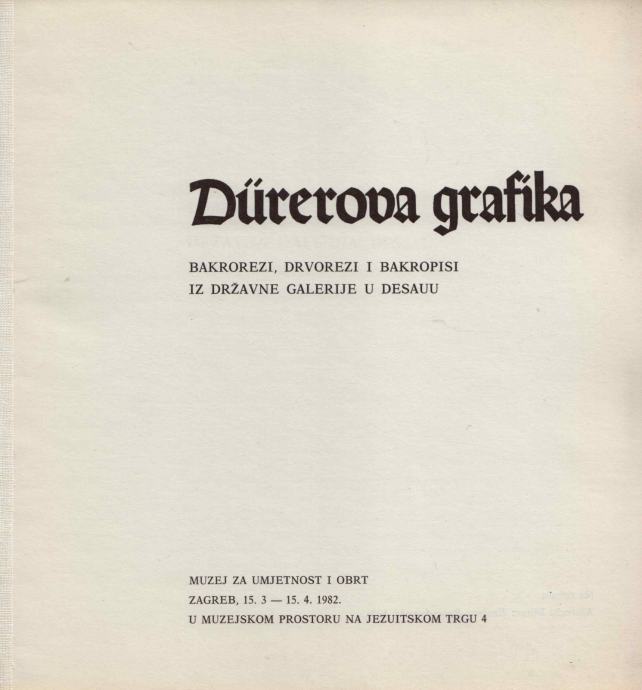 Dürerova grafika
BAKROREZI, DRVOREZI I BAKROPISI
IZ DRŽAVNE GALERIJE U DESAUU
MUZEJ ZA UMJETNOST I OBRT
ZAGREB, 15. 3 — 15. 4. 1982.
U MUZEJSKOM PROSTORU NA JEZUITSKOM TRGU 4